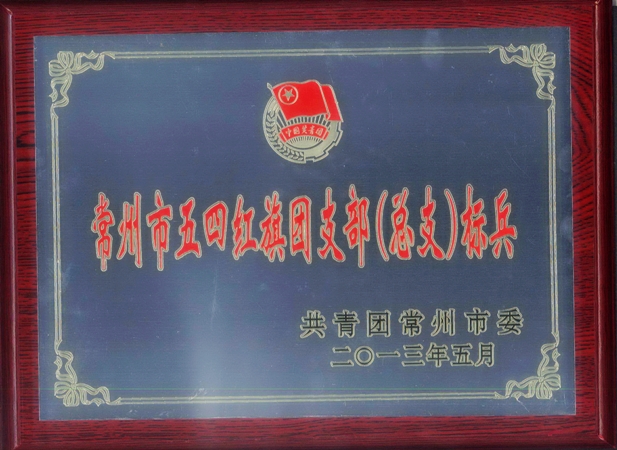 中国共青团
常州市五四红旗团支部(总支)标兵
共青团常州市委
二〇一三年五月